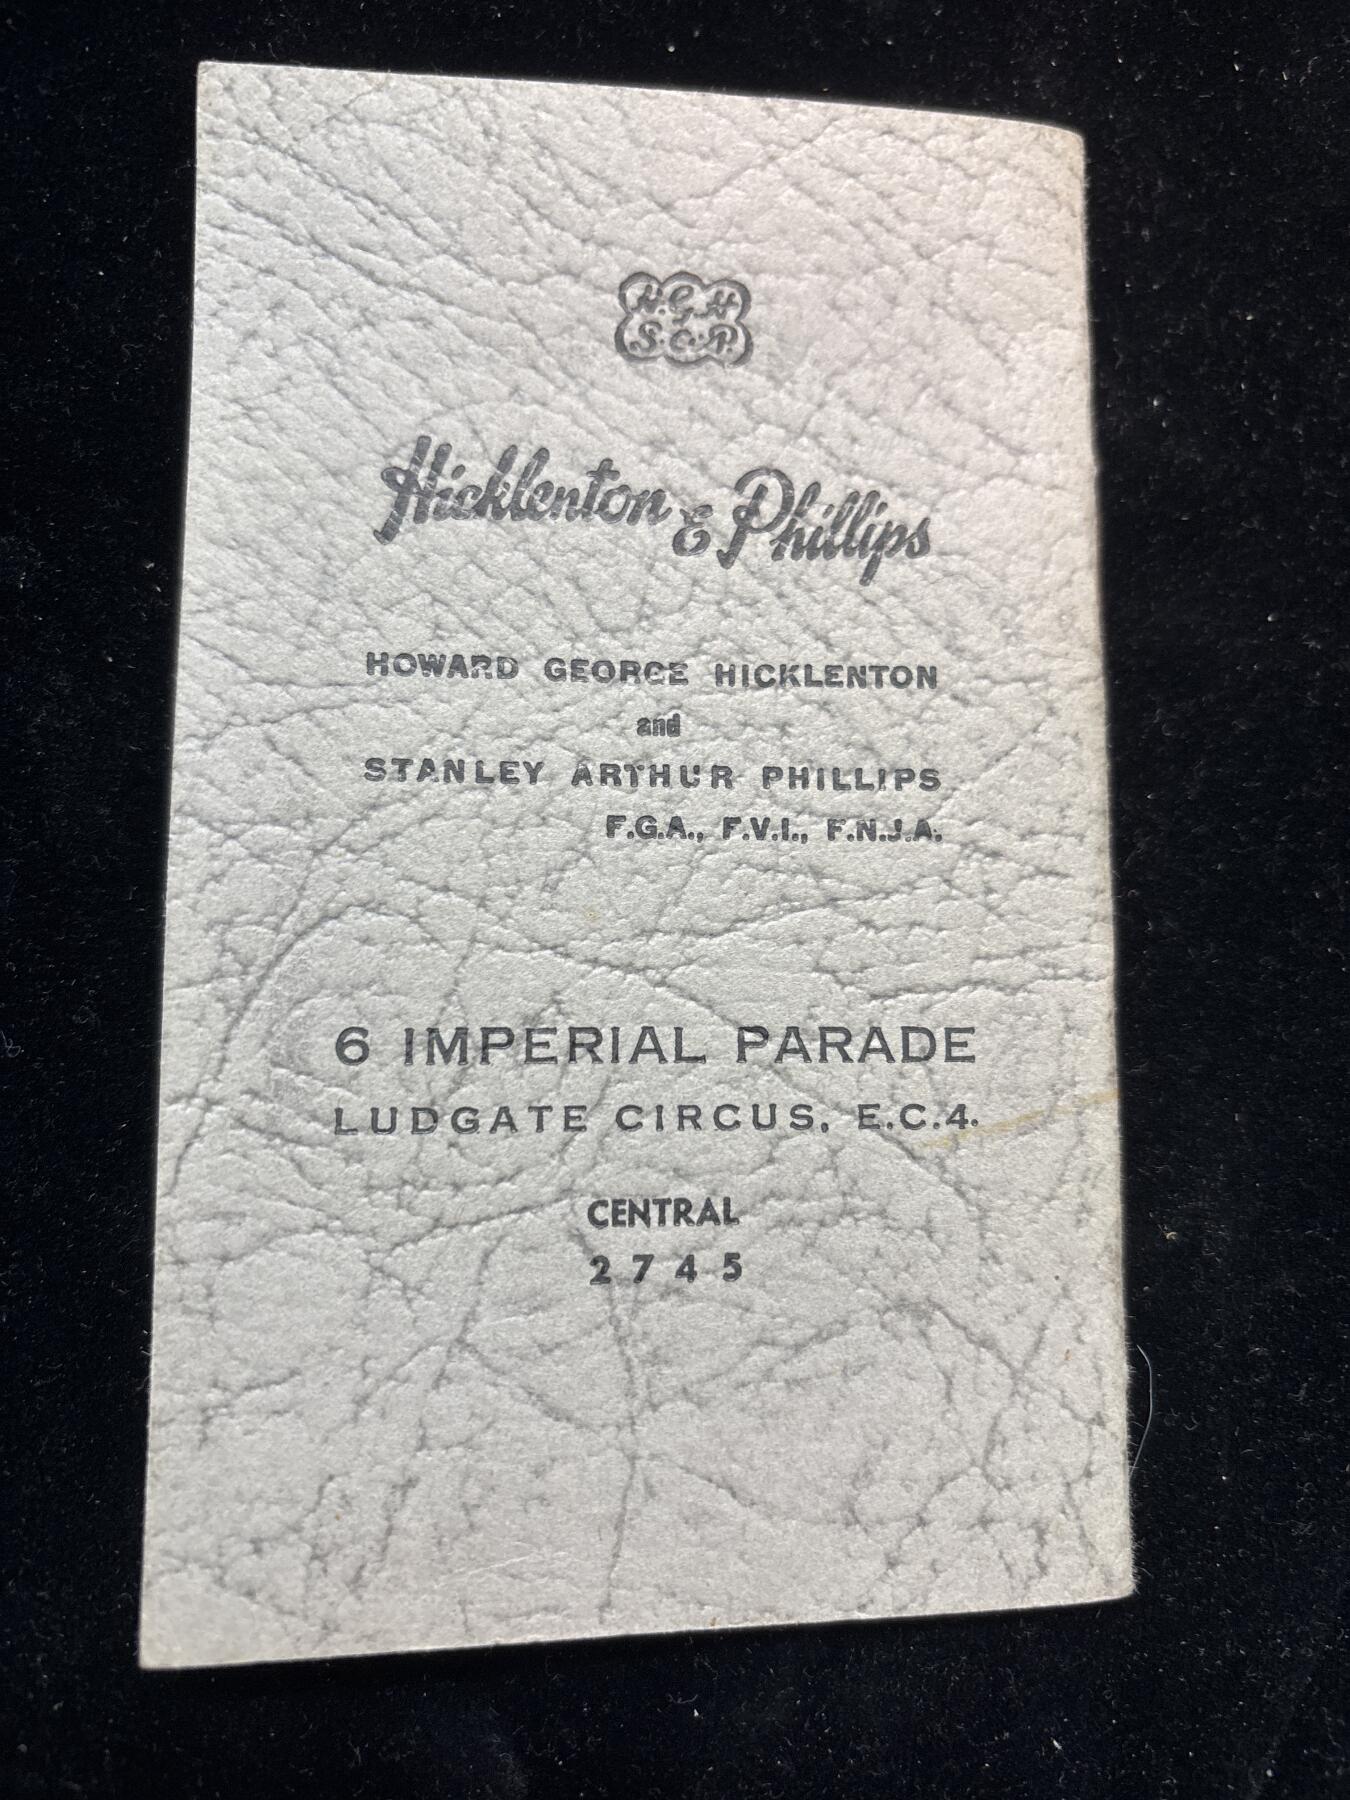 H.G.H
S.&.P.
Hicklenton & Phillips
HOWARD GEORGE HICKLENTON
and
STANLEY ARTHUR PHILLIPS
F.G.A., F.V.I., F.N.J.A.
6 IMPERIAL PARADE
LUDGATE CIRCUS, E.C.4.
CENTRAL
2745